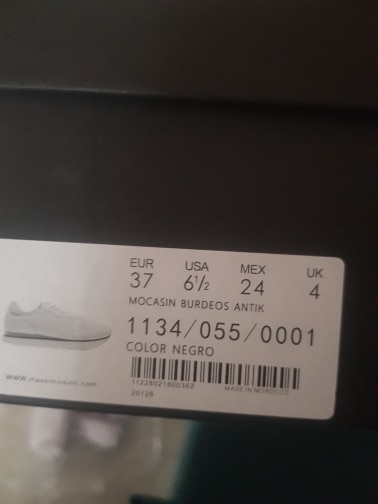 EUR USA MEX UK
37 6½ 24 4
MOCASIN BURDEOS ANTIK
1134/055/0001
COLOR NEGRO
MADE IN MOROCCO
20126